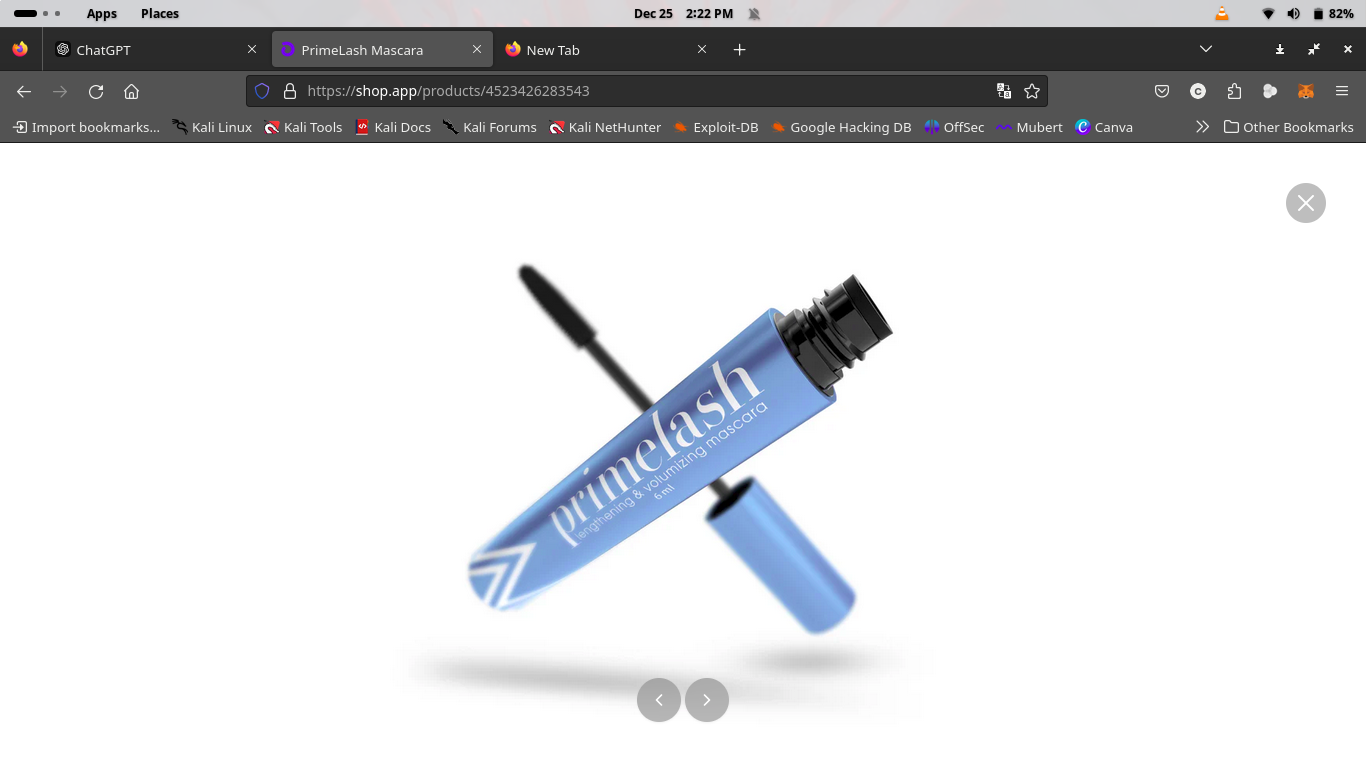 Apps Places Dec 25 2:22 PM 82%
ChatGPT PrimeLash Mascara New Tab
https://shop.app/products/4523426283543
Import bookmarks... Kali Linux Kali Tools Kali Docs Kali Forums Kali NetHunter Exploit-DB Google Hacking DB OffSec Mubert Canva Other Bookmarks
primelash
lengthening & volumizing mascara
6 ml